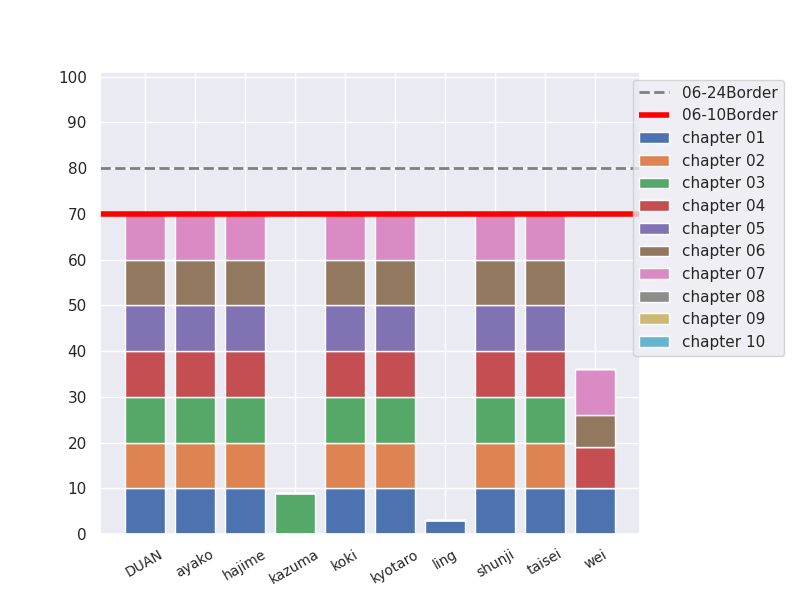 100
90
80
70
60
50
40
30
20
10
0
06-24Border
06-10Border
chapter 01
chapter 02
chapter 03
chapter 04
chapter 05
chapter 06
chapter 07
chapter 08
chapter 09
chapter 10
DUAN ayako hajime kazuma koki kyotaro ling shunji taisei wei